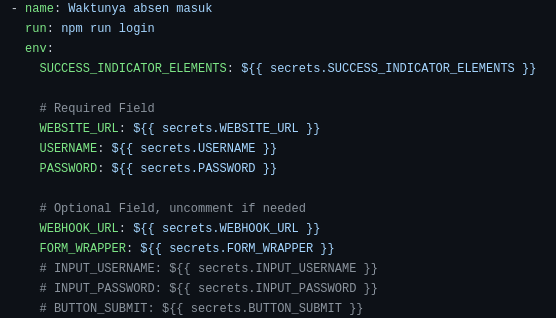 - name: Waktunya absen masuk
run: npm run login
env:
SUCCESS_INDICATOR_ELEMENTS: ${{ secrets.SUCCESS_INDICATOR_ELEMENTS }}
# Required Field
WEBSITE_URL: ${{ secrets.WEBSITE_URL }}
USERNAME: ${{ secrets.USERNAME }}
PASSWORD: ${{ secrets.PASSWORD }}
# Optional Field, uncomment if needed
WEBHOOK_URL: ${{ secrets.WEBHOOK_URL }}
FORM_WRAPPER: ${{ secrets.FORM_WRAPPER }}
# INPUT_USERNAME: ${{ secrets.INPUT_USERNAME }}
# INPUT_PASSWORD: ${{ secrets.INPUT_PASSWORD }}
# BUTTON_SUBMIT: ${{ secrets.BUTTON_SUBMIT }}